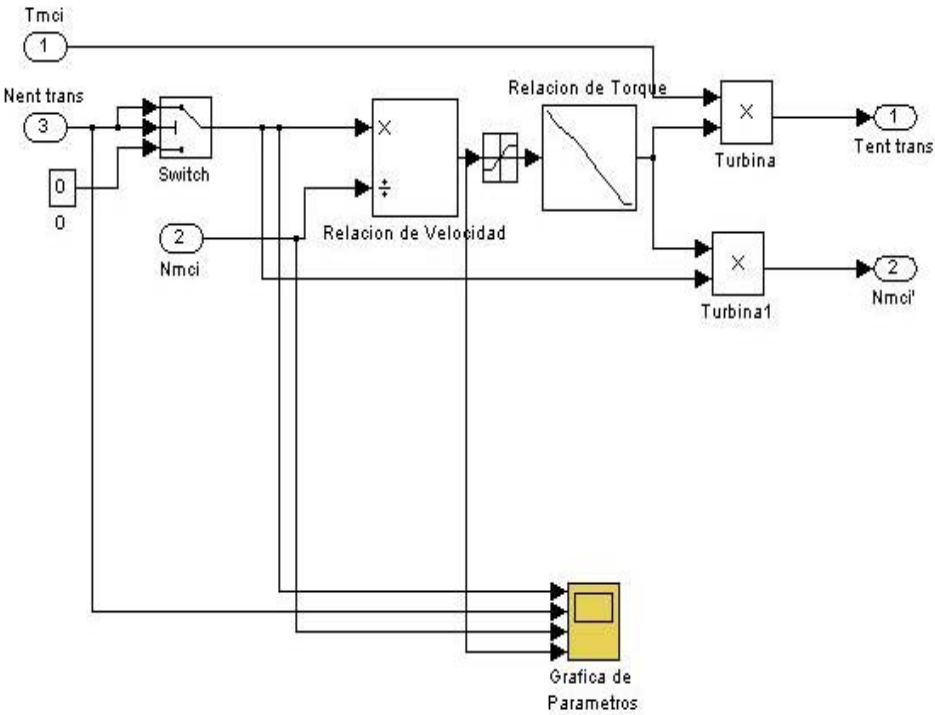 Tmci
1
Nent trans
3
Switch
0
0
2
Nmci
×
÷
Relacion de Velocidad
Relacion de Torque
×
Turbina
1
Tent trans
×
Turbina1
2
Nmci'
Grafica de
Parametros